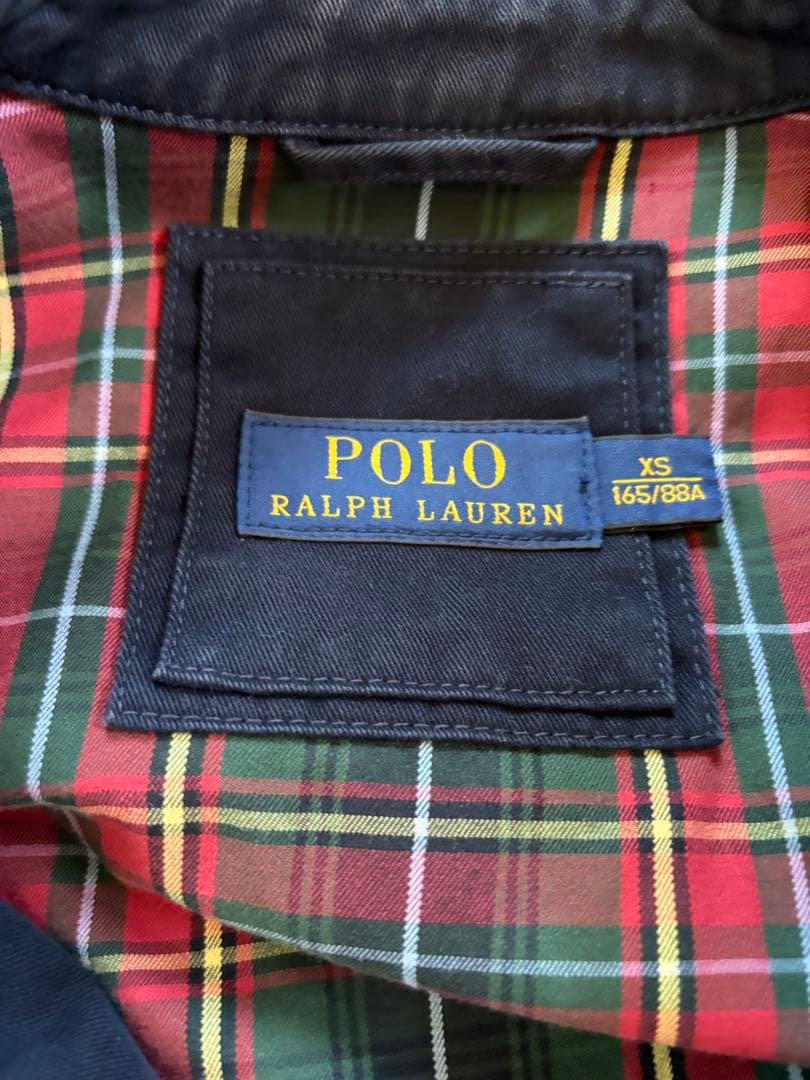 POLO
RALPH LAUREN
XS
165/88A